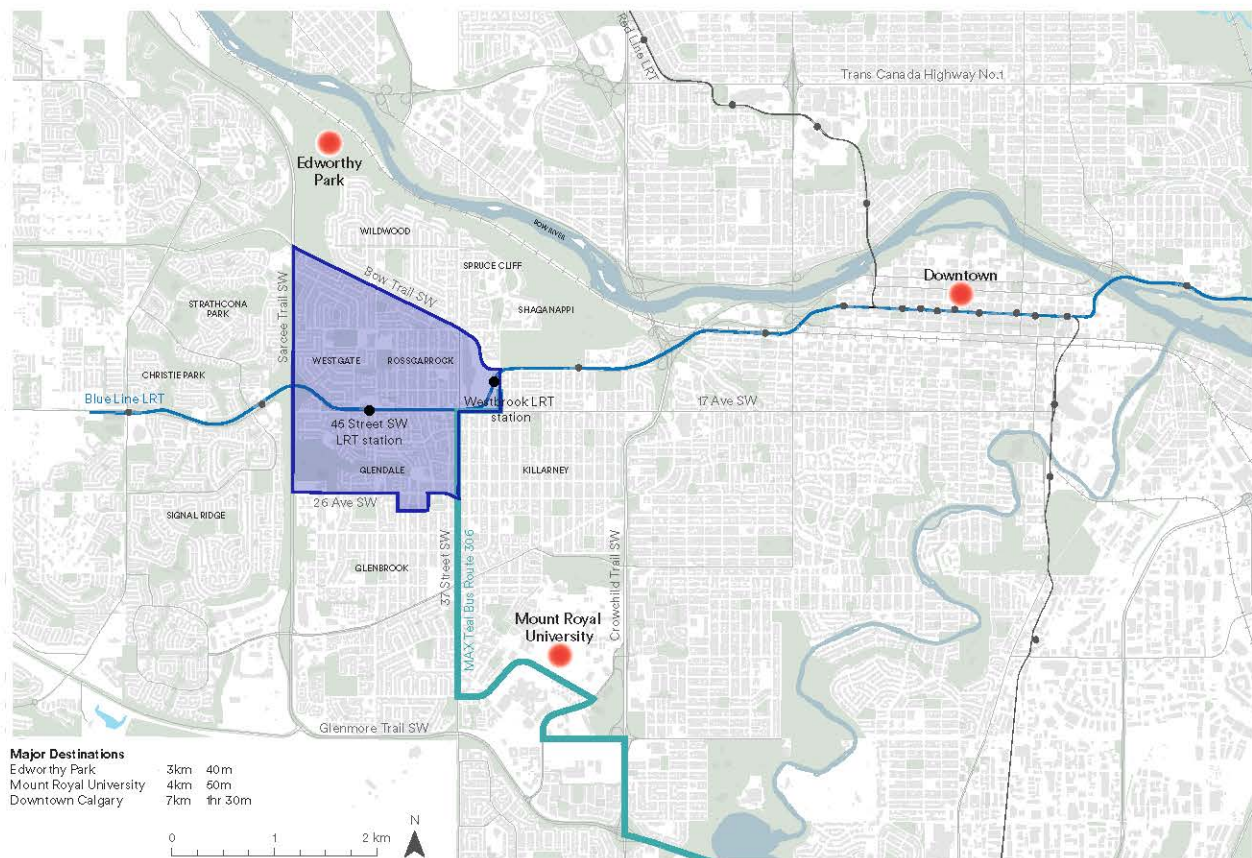 Red Line LRT
Trans Canada Highway No.1
Edworthy
Park
WILDWOOD
BOW RIVER
Bow Trail SW
SPRUCE CLIFF
Downtown
Sarcee Trail SW
STRATHCONA
PARK
SHAGANAPPI
WESTGATE
ROSSCARROCK
CHRISTIE PARK
Blue Line LRT
Westbrook LRT
station
17 Ave SW
45 Street SW
LRT station
GLENDALE
KILLARNEY
26 Ave SW
SIGNAL RIDGE
GLENBROOK
37 Street SW
MAX Teal Bus Route 306
Crowchild Trail SW
Mount Royal
University
Glenmore Trail SW
Major Destinations
Edworthy Park 3km 40m
Mount Royal University 4km 50m
Downtown Calgary 7km 1hr 30m
N
0 1 2 km